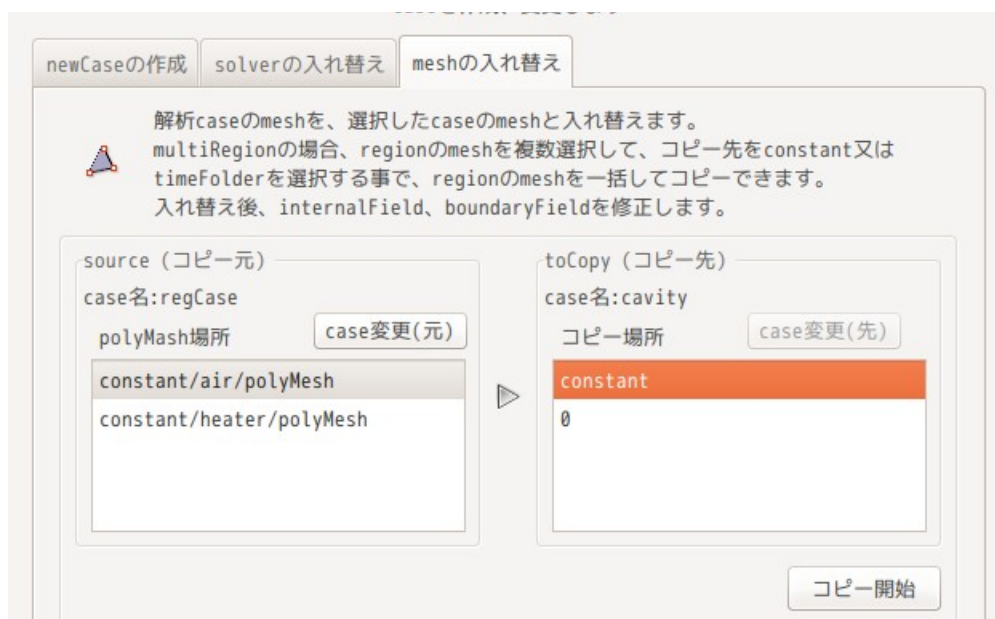 newCaseの作成 solverの入れ替え meshの入れ替え
解析caseのmeshを、選択したcaseのmeshと入れ替えます。
multiRegionの場合、regionのmeshを複数選択して、コピー先をconstant又は
timeFolderを選択する事で、regionのmeshを一括してコピーできます。
入れ替え後、internalField、boundaryFieldを修正します。
source (コピー元)
case名:regCase
polyMash場所 case変更(元)
constant/air/polyMesh
constant/heater/polyMesh
toCopy (コピー先)
case名:cavity
コピー場所 case変更(先)
constant
0
コピー開始